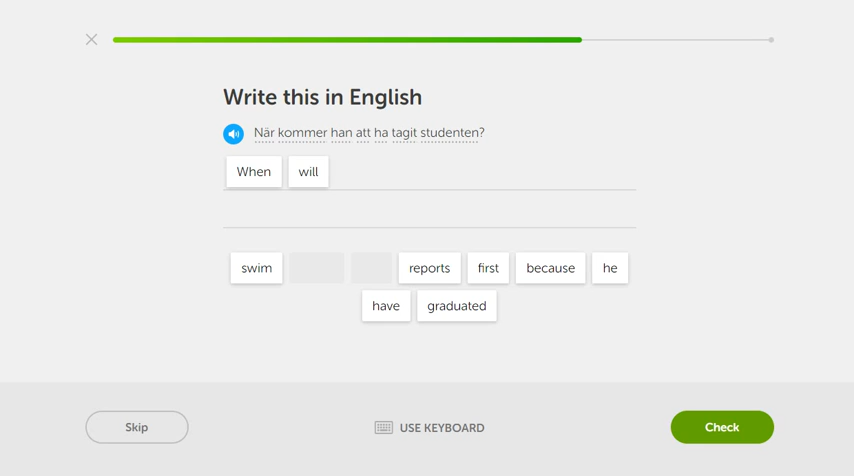 Write this in English
När kommer han att ha tagit studenten?
When will
swim reports first because he
have graduated
Skip USE KEYBOARD Check